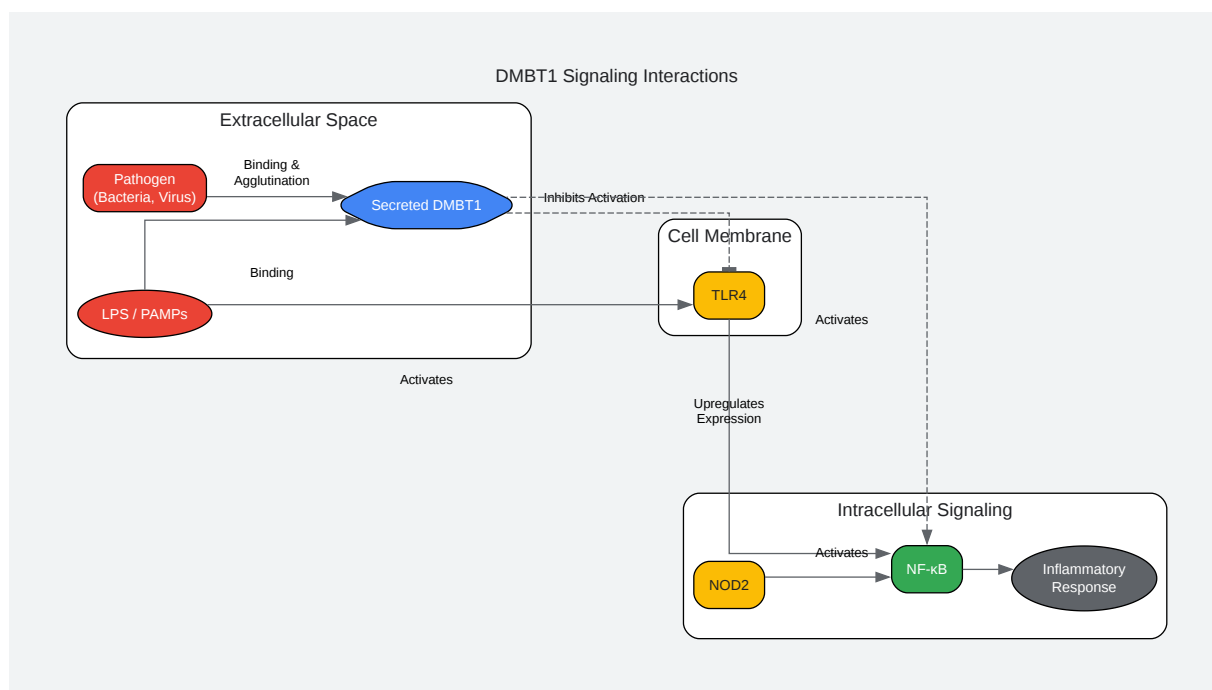 DMBT1 Signaling Interactions
Extracellular Space
Binding &
Agglutination
Pathogen
(Bacteria, Virus)
Secreted DMBT1
Inhibits Activation
Cell Membrane
Binding
TLR4
LPS / PAMPs
Activates
Activates
Upregulates
Expression
Intracellular Signaling
Activates
NOD2
NF-κB
Inflammatory
Response